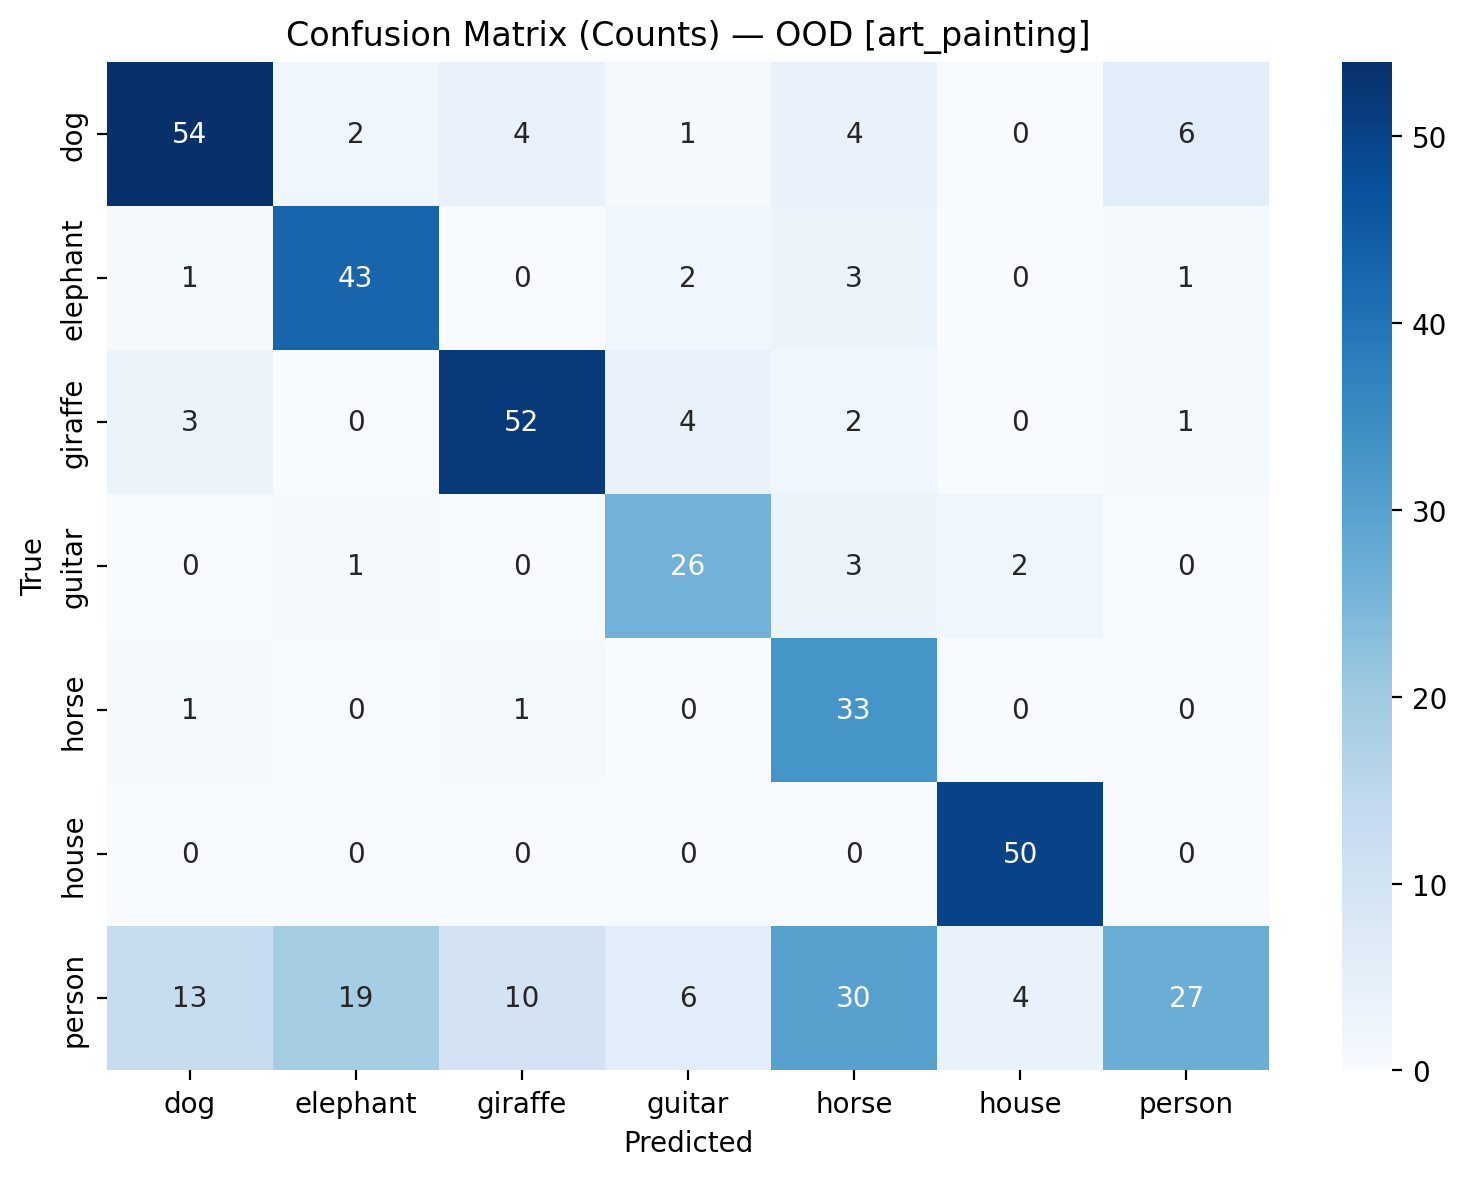 Confusion Matrix (Counts) — OOD [art_painting]
dog 54 2 4 1 4 0 6
elephant 1 43 0 2 3 0 1
giraffe 3 0 52 4 2 0 1
guitar 0 1 0 26 3 2 0
horse 1 0 1 0 33 0 0
house 0 0 0 0 0 50 0
person 13 19 10 6 30 4 27
dog elephant giraffe guitar horse house person
Predicted
True
50
40
30
20
10
0